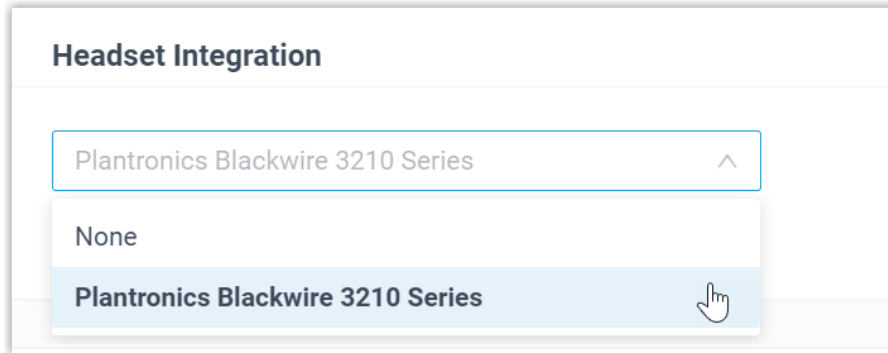 Headset Integration
Plantronics Blackwire 3210 Series
None
Plantronics Blackwire 3210 Series